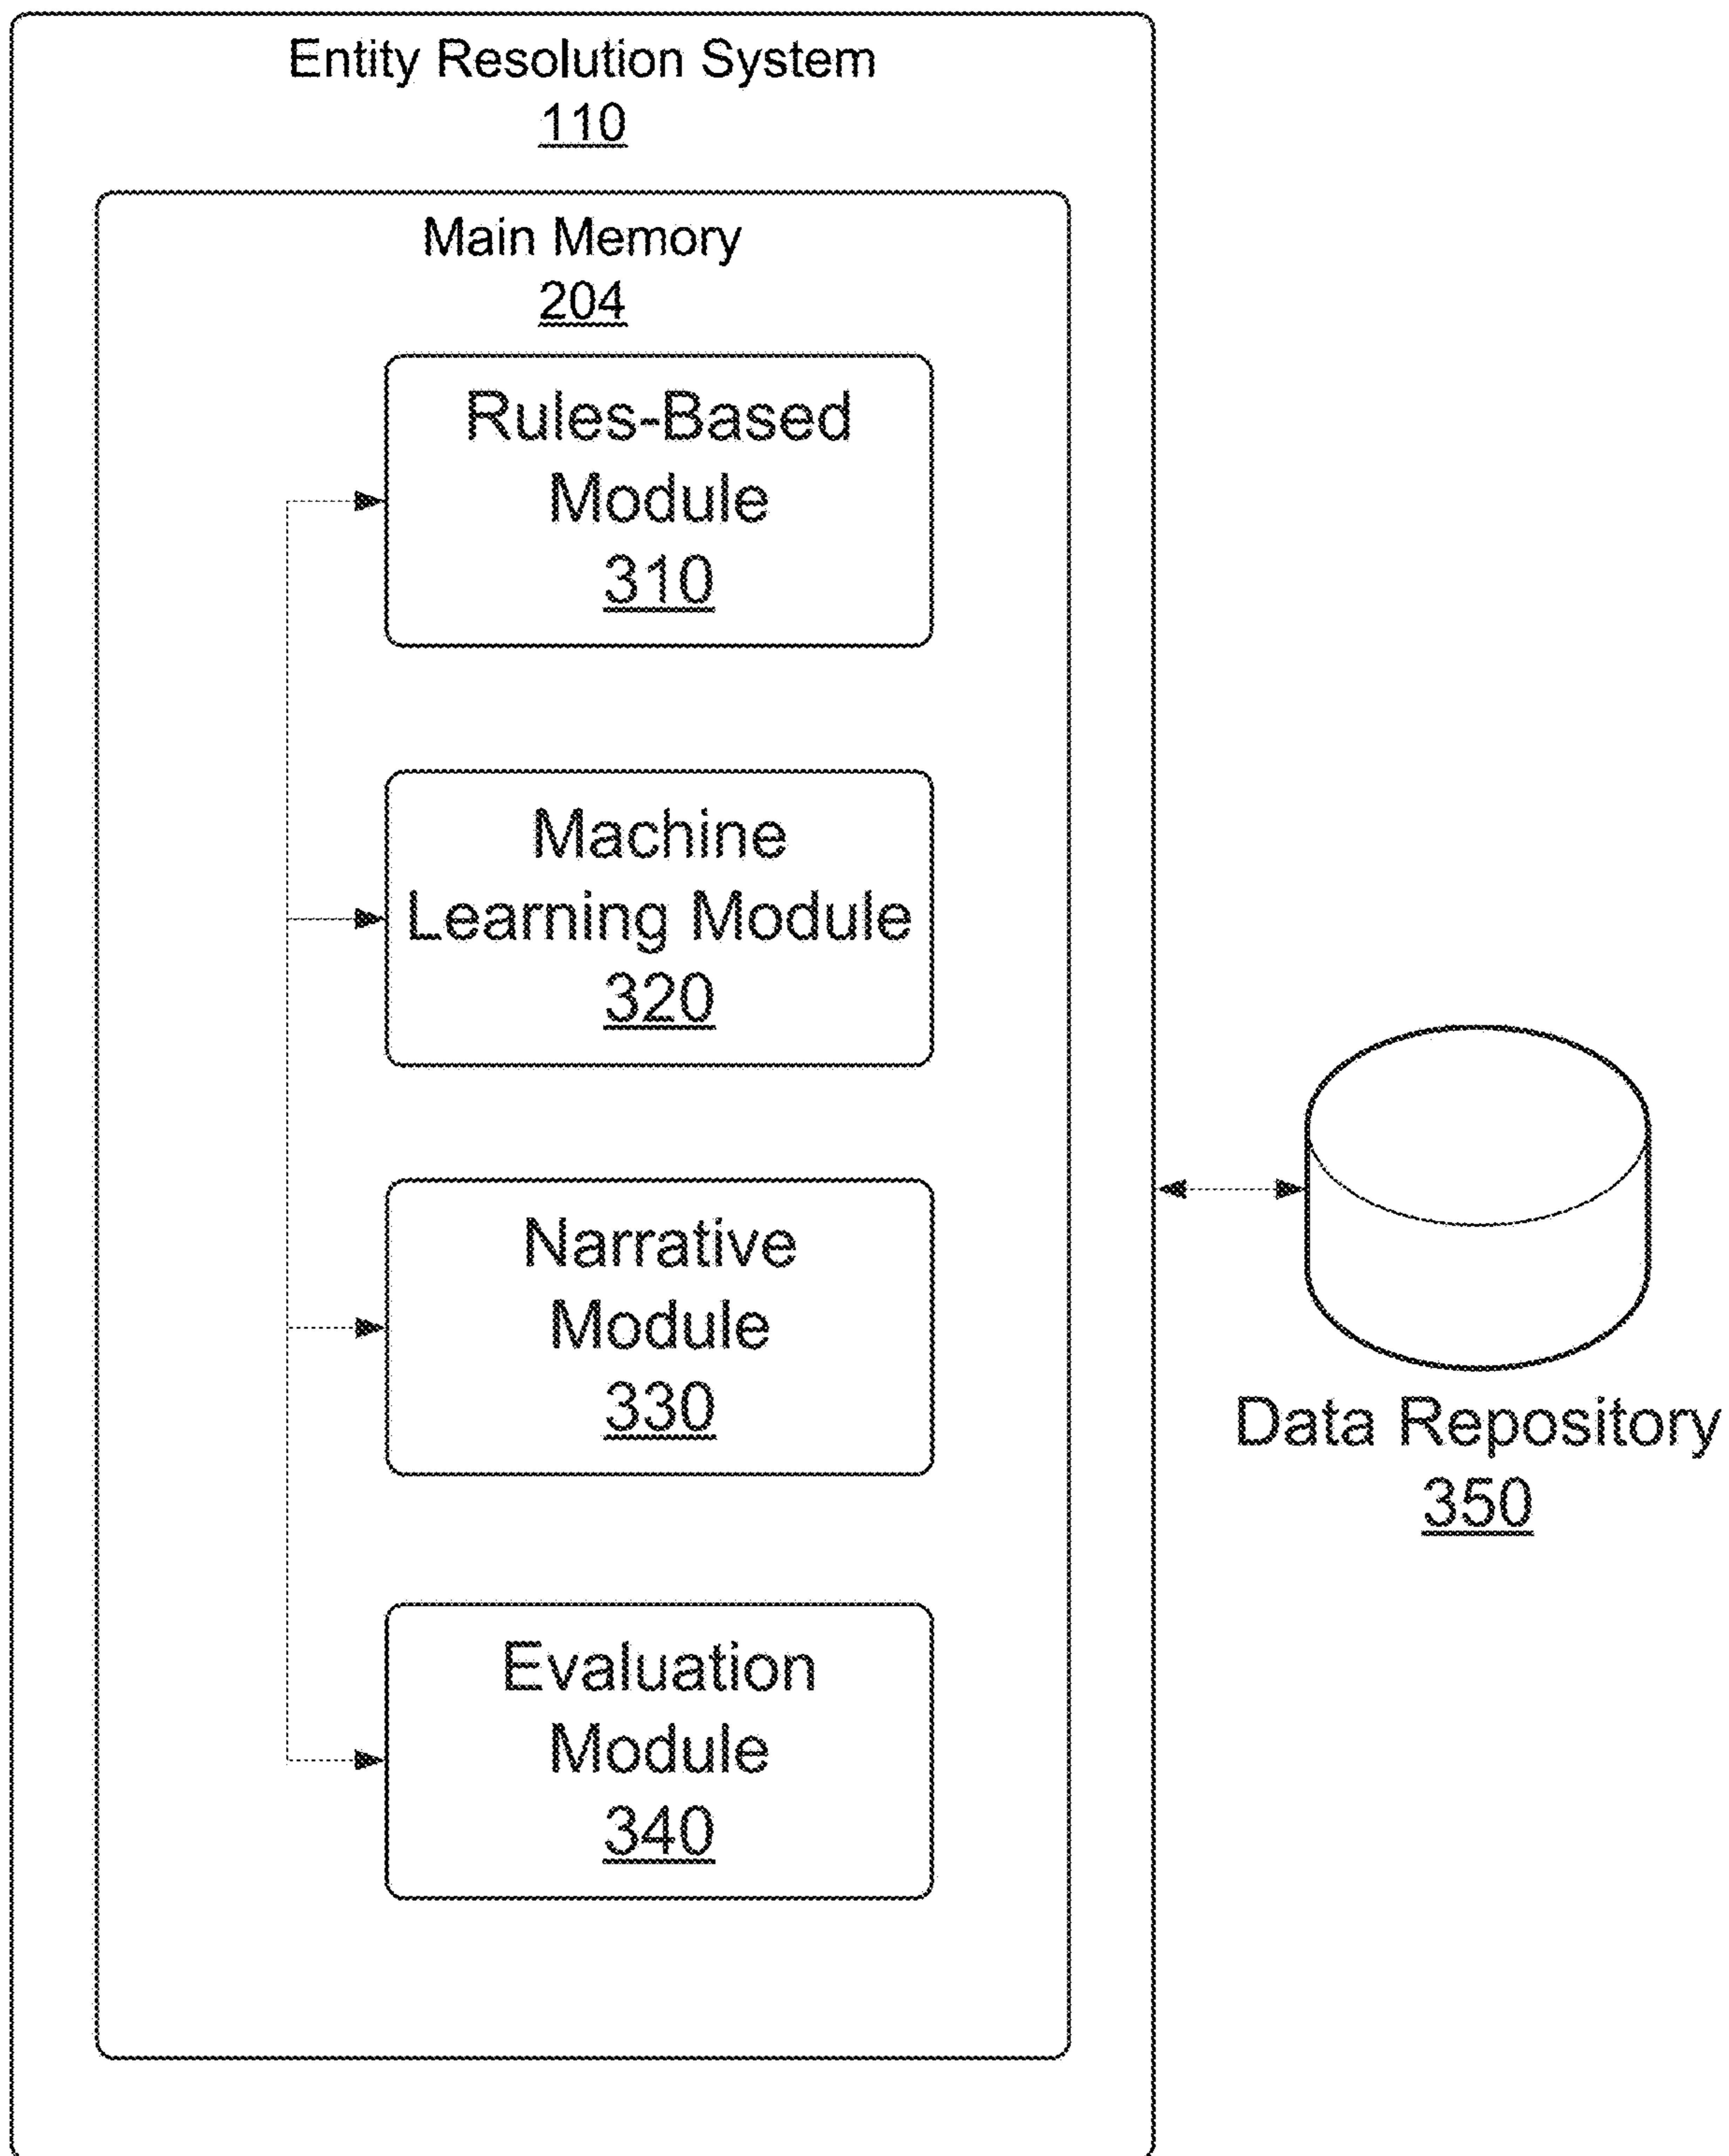 Entity Resolution System
110
Main Memory
204
Rules-Based
Module
310
Machine
Learning Module
320
Narrative
Module
330
Evaluation
Module
340
Data Repository
350